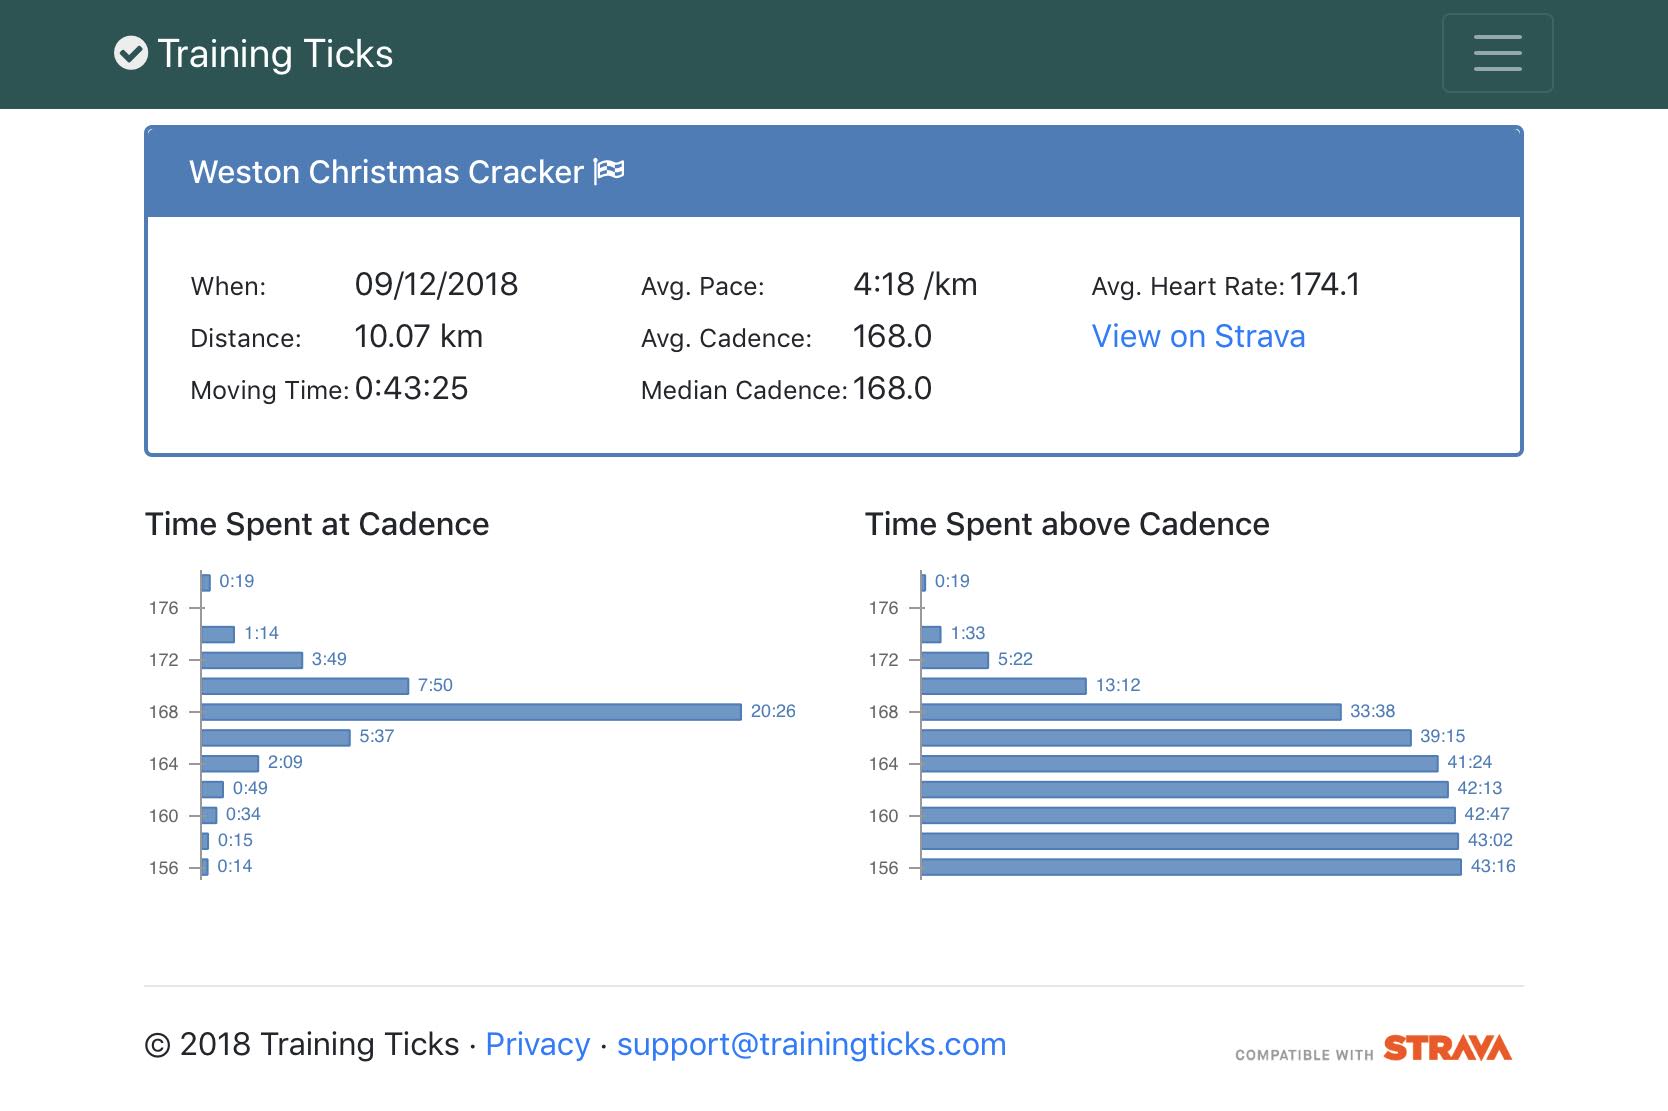 Training Ticks
Weston Christmas Cracker
When: 09/12/2018
Distance: 10.07 km
Moving Time: 0:43:25
Avg. Pace: 4:18 /km
Avg. Cadence: 168.0
Median Cadence: 168.0
Avg. Heart Rate: 174.1
View on Strava
Time Spent at Cadence
0:19
176
1:14
172 3:49
7:50
168 20:26
5:37
164 2:09
0:49
160 0:34
0:15
156 0:14
Time Spent above Cadence
0:19
176
1:33
172 5:22
13:12
168 33:38
39:15
164 41:24
42:13
160 42:47
43:02
156 43:16
© 2018 Training Ticks · Privacy · support@trainingticks.com
COMPATIBLE WITH STRAVA